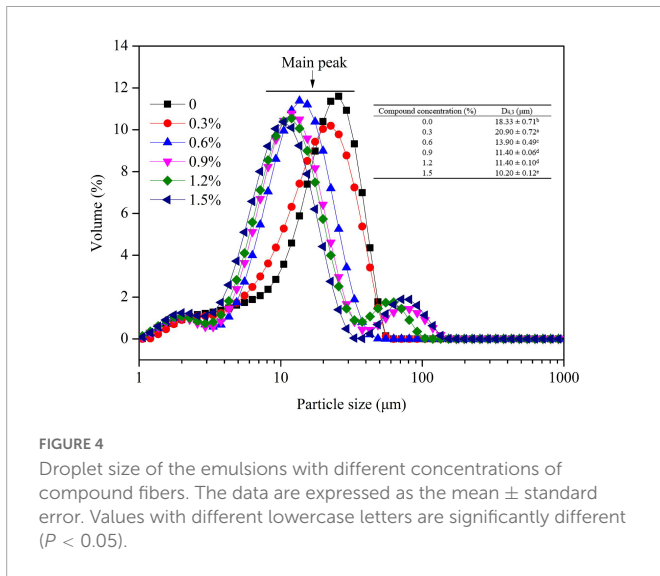 14
12
10
8
6
4
2
0
Volume (%)
Main peak
0
0.3%
0.6%
0.9%
1.2%
1.5%
Compound concentration (%) D₄,₃ (μm)
0.0 18.33 ± 0.71ᵇ
0.3 20.90 ± 0.72ᵃ
0.6 13.90 ± 0.49ᶜ
0.9 11.40 ± 0.06ᵈ
1.2 11.40 ± 0.10ᵈ
1.5 10.20 ± 0.12ᵉ
1 10 100 1000
Particle size (μm)
FIGURE 4
Droplet size of the emulsions with different concentrations of
compound fibers. The data are expressed as the mean ± standard
error. Values with different lowercase letters are significantly different
(P < 0.05).